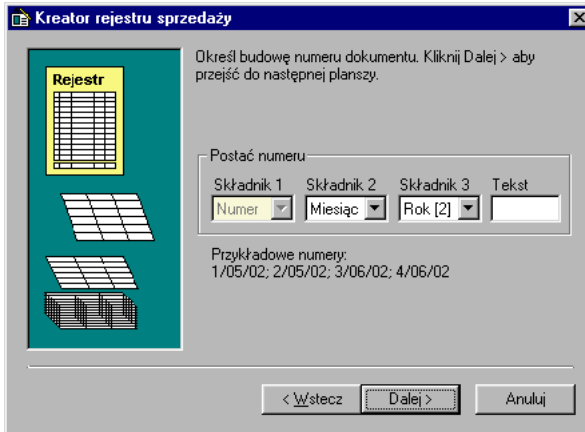 Kreator rejestru sprzedaży
Rejestr
Określ budowę numeru dokumentu. Kliknij Dalej > aby
przejść do następnej planszy.
Postać numeru
Składnik 1 Składnik 2 Składnik 3 Tekst
Numer Miesiąc Rok [2]
Przykładowe numery:
1/05/02; 2/05/02; 3/06/02; 4/06/02
< Wstecz Dalej > Anuluj